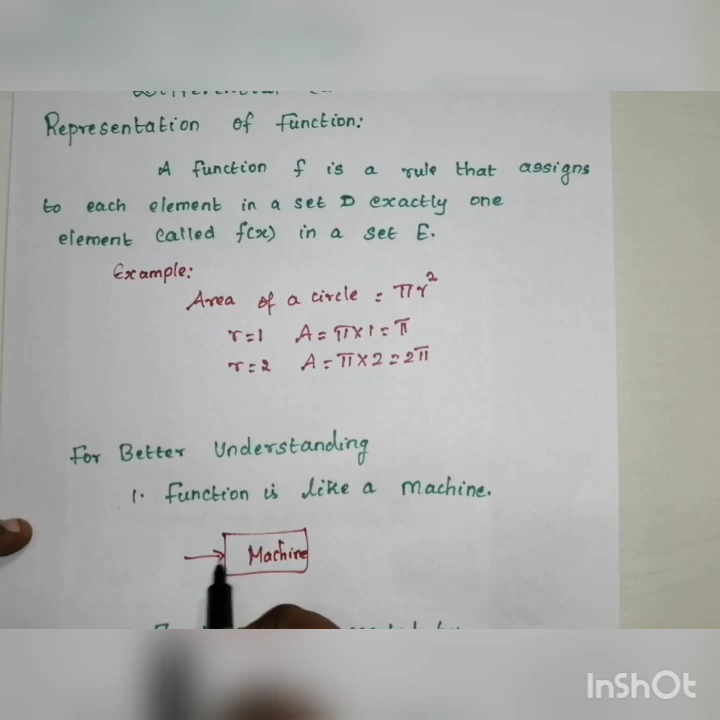 Differential
Representation of function:
A function f is a rule that assigns
to each element in a set D exactly one
element called f(x) in a set E.
Example:
Area of a circle = πr²
r=1 A = π×1 = π
r=2 A = π×2 = 2π
For Better Understanding
1. function is like a machine.
Machine
InShOt